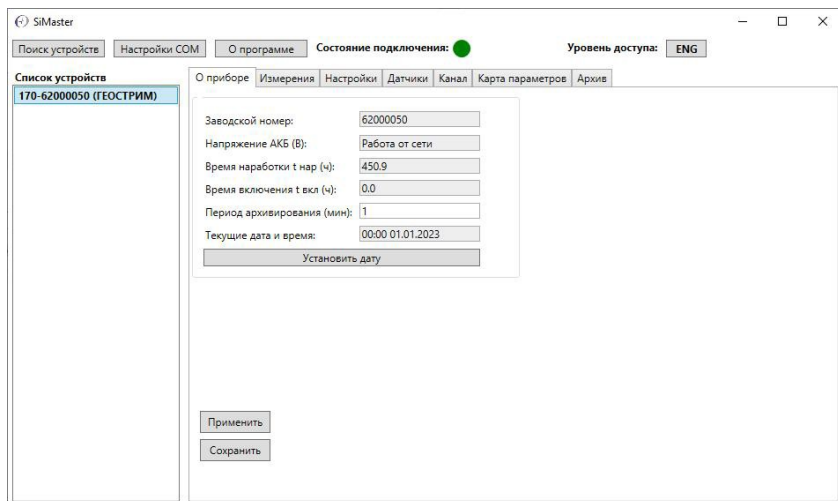 SiMaster
Поиск устройств Настройки COM О программе Состояние подключения: Уровень доступа: ENG
Список устройств
170-62000050 (ГЕОСТРИМ)
О приборе Измерения Настройки Датчики Канал Карта параметров Архив
Заводской номер: 62000050
Напряжение АКБ (В): Работа от сети
Время наработки t нар (ч): 450.9
Время включения t вкл (ч): 0.0
Период архивирования (мин): 1
Текущие дата и время: 00:00 01.01.2023
Установить дату
Применить
Сохранить